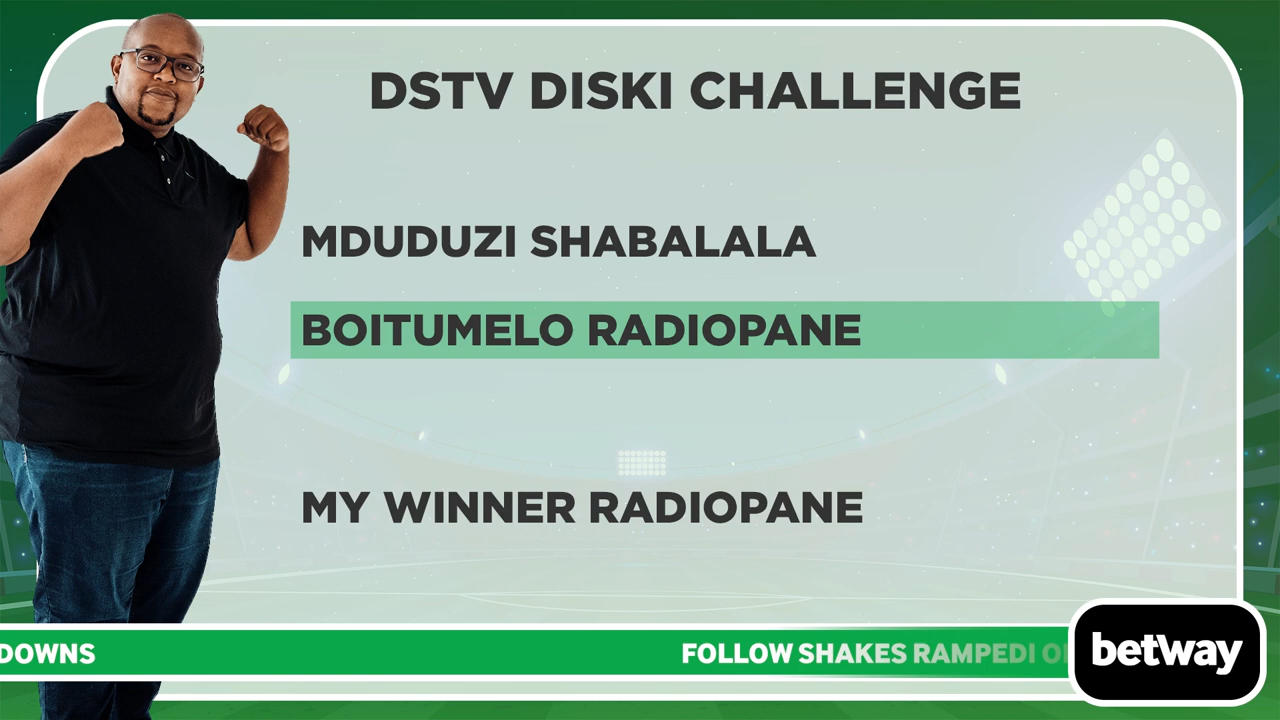 DSTV DISKI CHALLENGE
MDUDUZI SHABALALA
BOITUMELO RADIOPANE
MY WINNER RADIOPANE
DOWNS
FOLLOW SHAKES RAMPEDI
betway